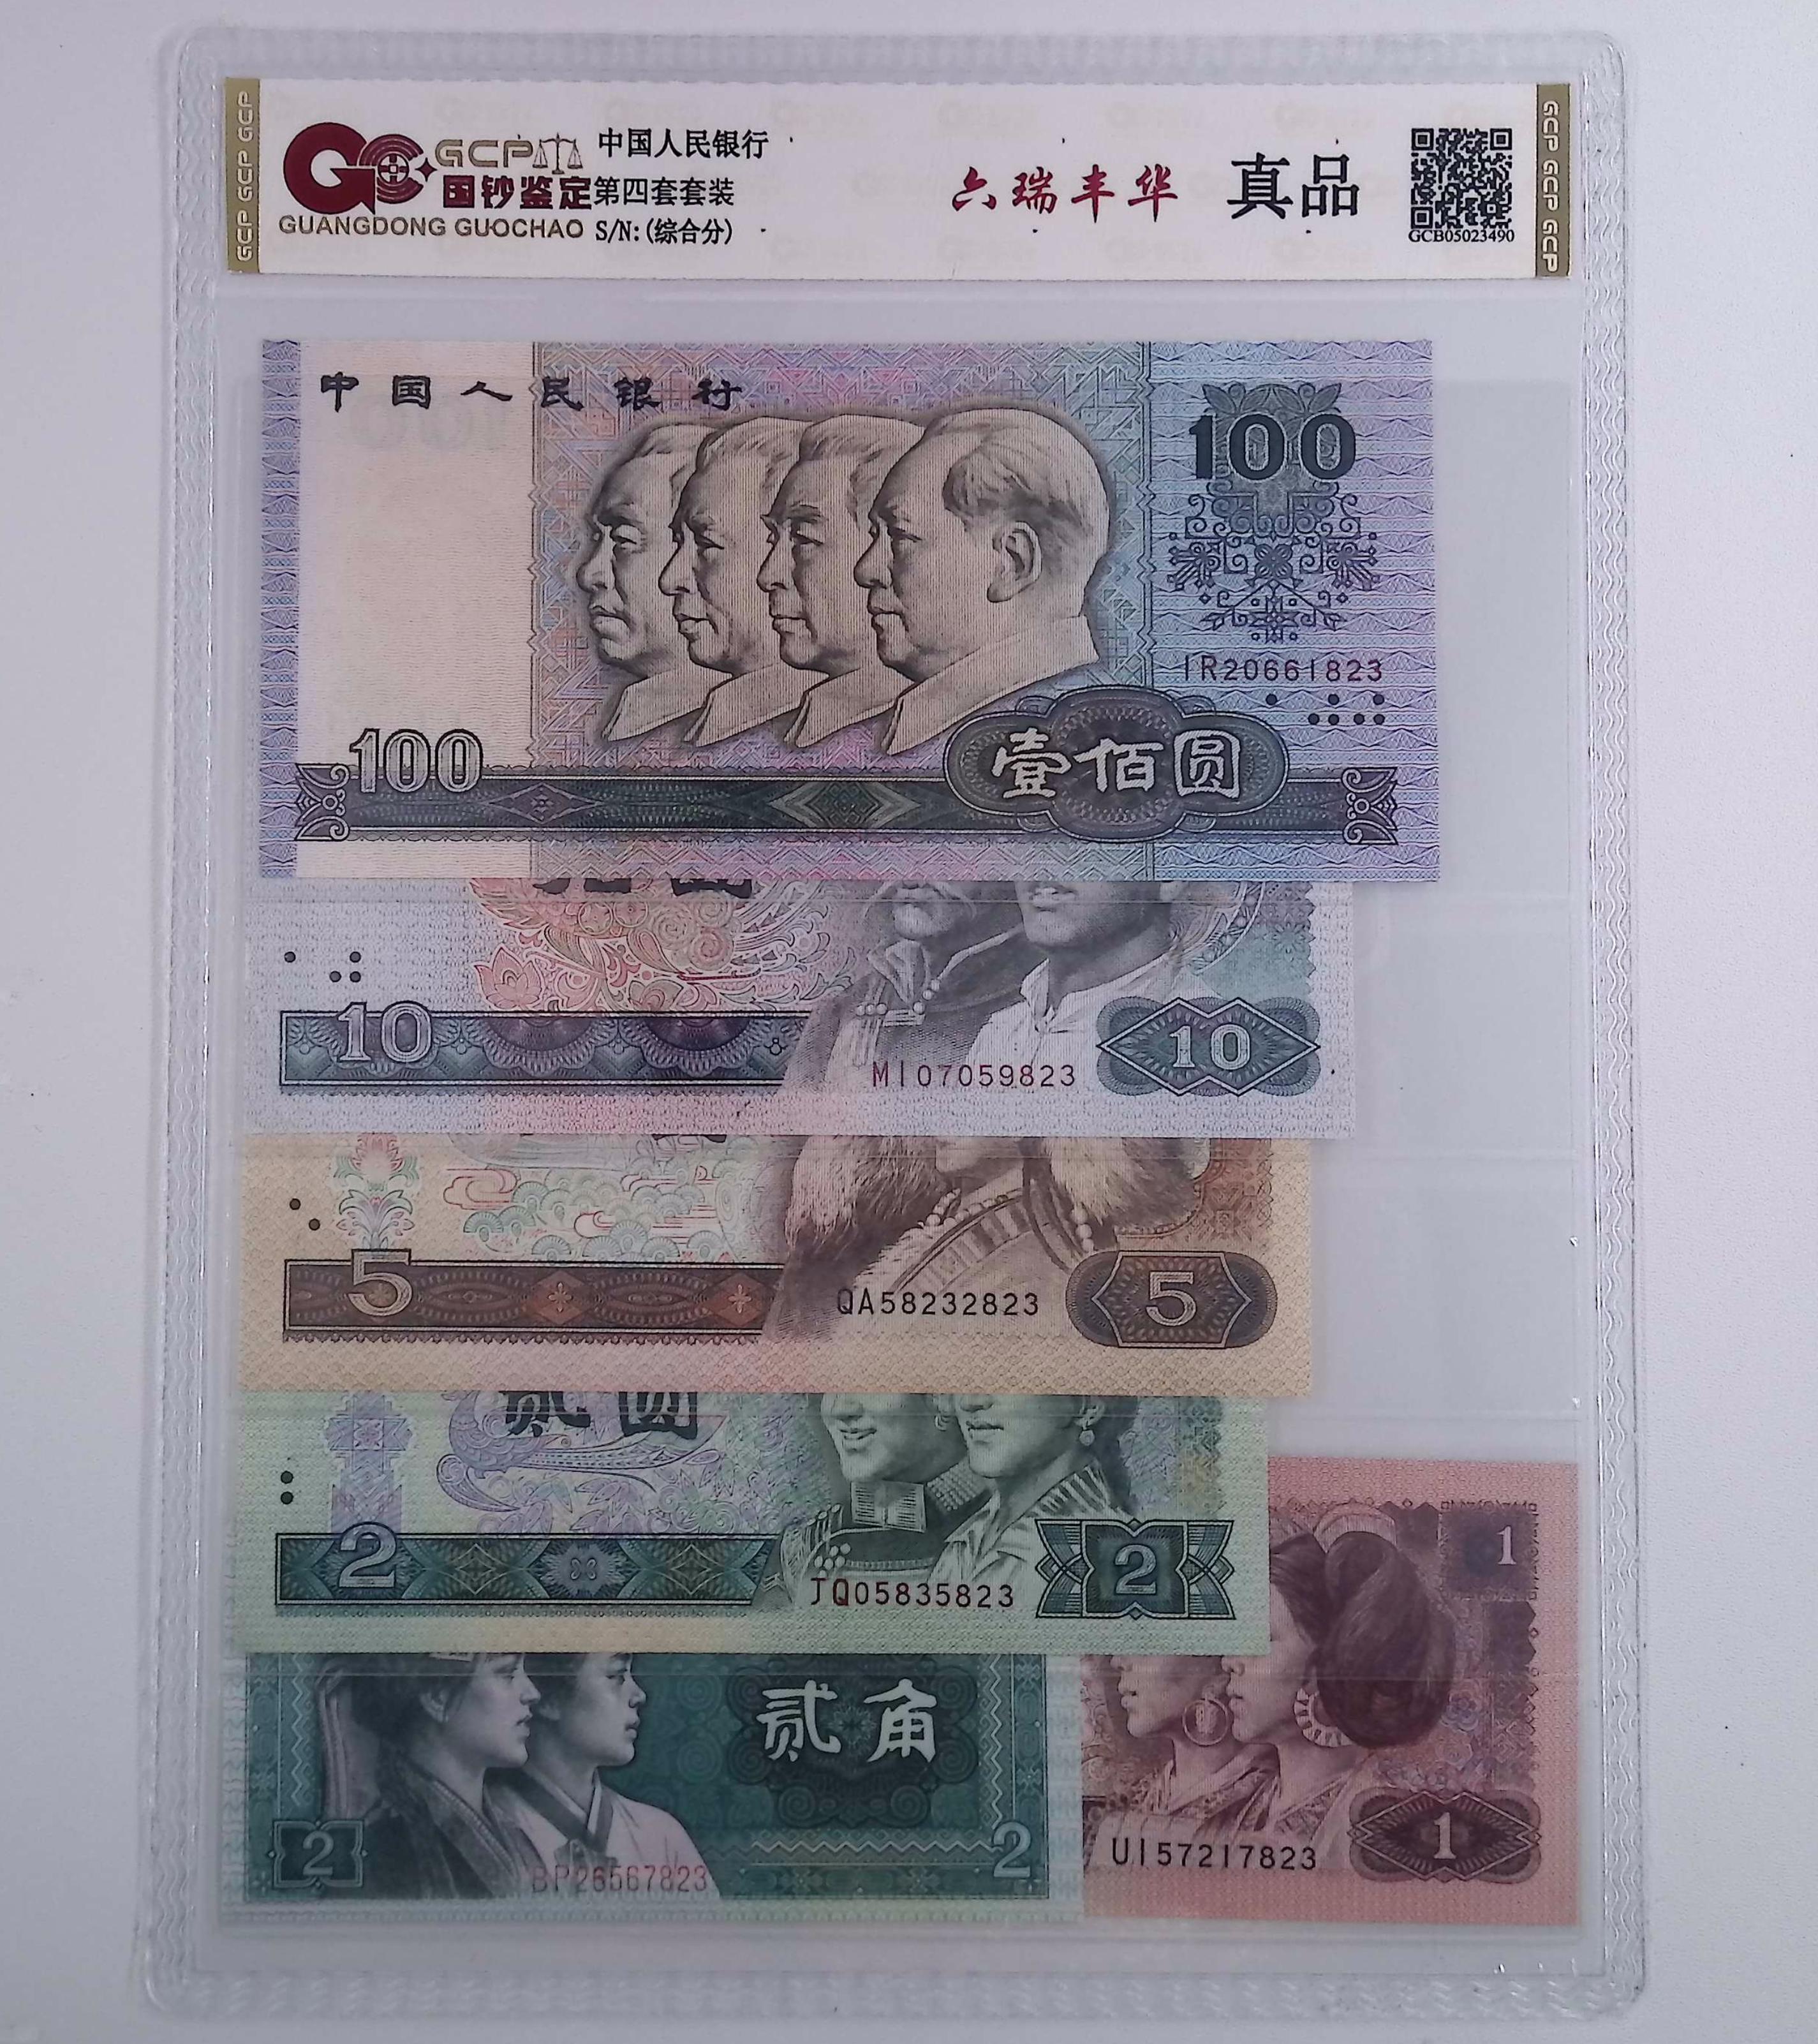 GCP GCP GCP
GCP
国钞鉴定
GUANGDONG GUOCHAO
中国人民银行
第四套套装
S/N: (综合分)
六瑞丰华
真品
GCB05023490
GCP GCP GCP
中国人民银行
100
IR20661823
100
壹佰圆
10
MI07059823
10
5
QA58232823
5
贰圆
2
JQ05835823
2
1
贰角
2
BP26567823
2
UI57217823
1